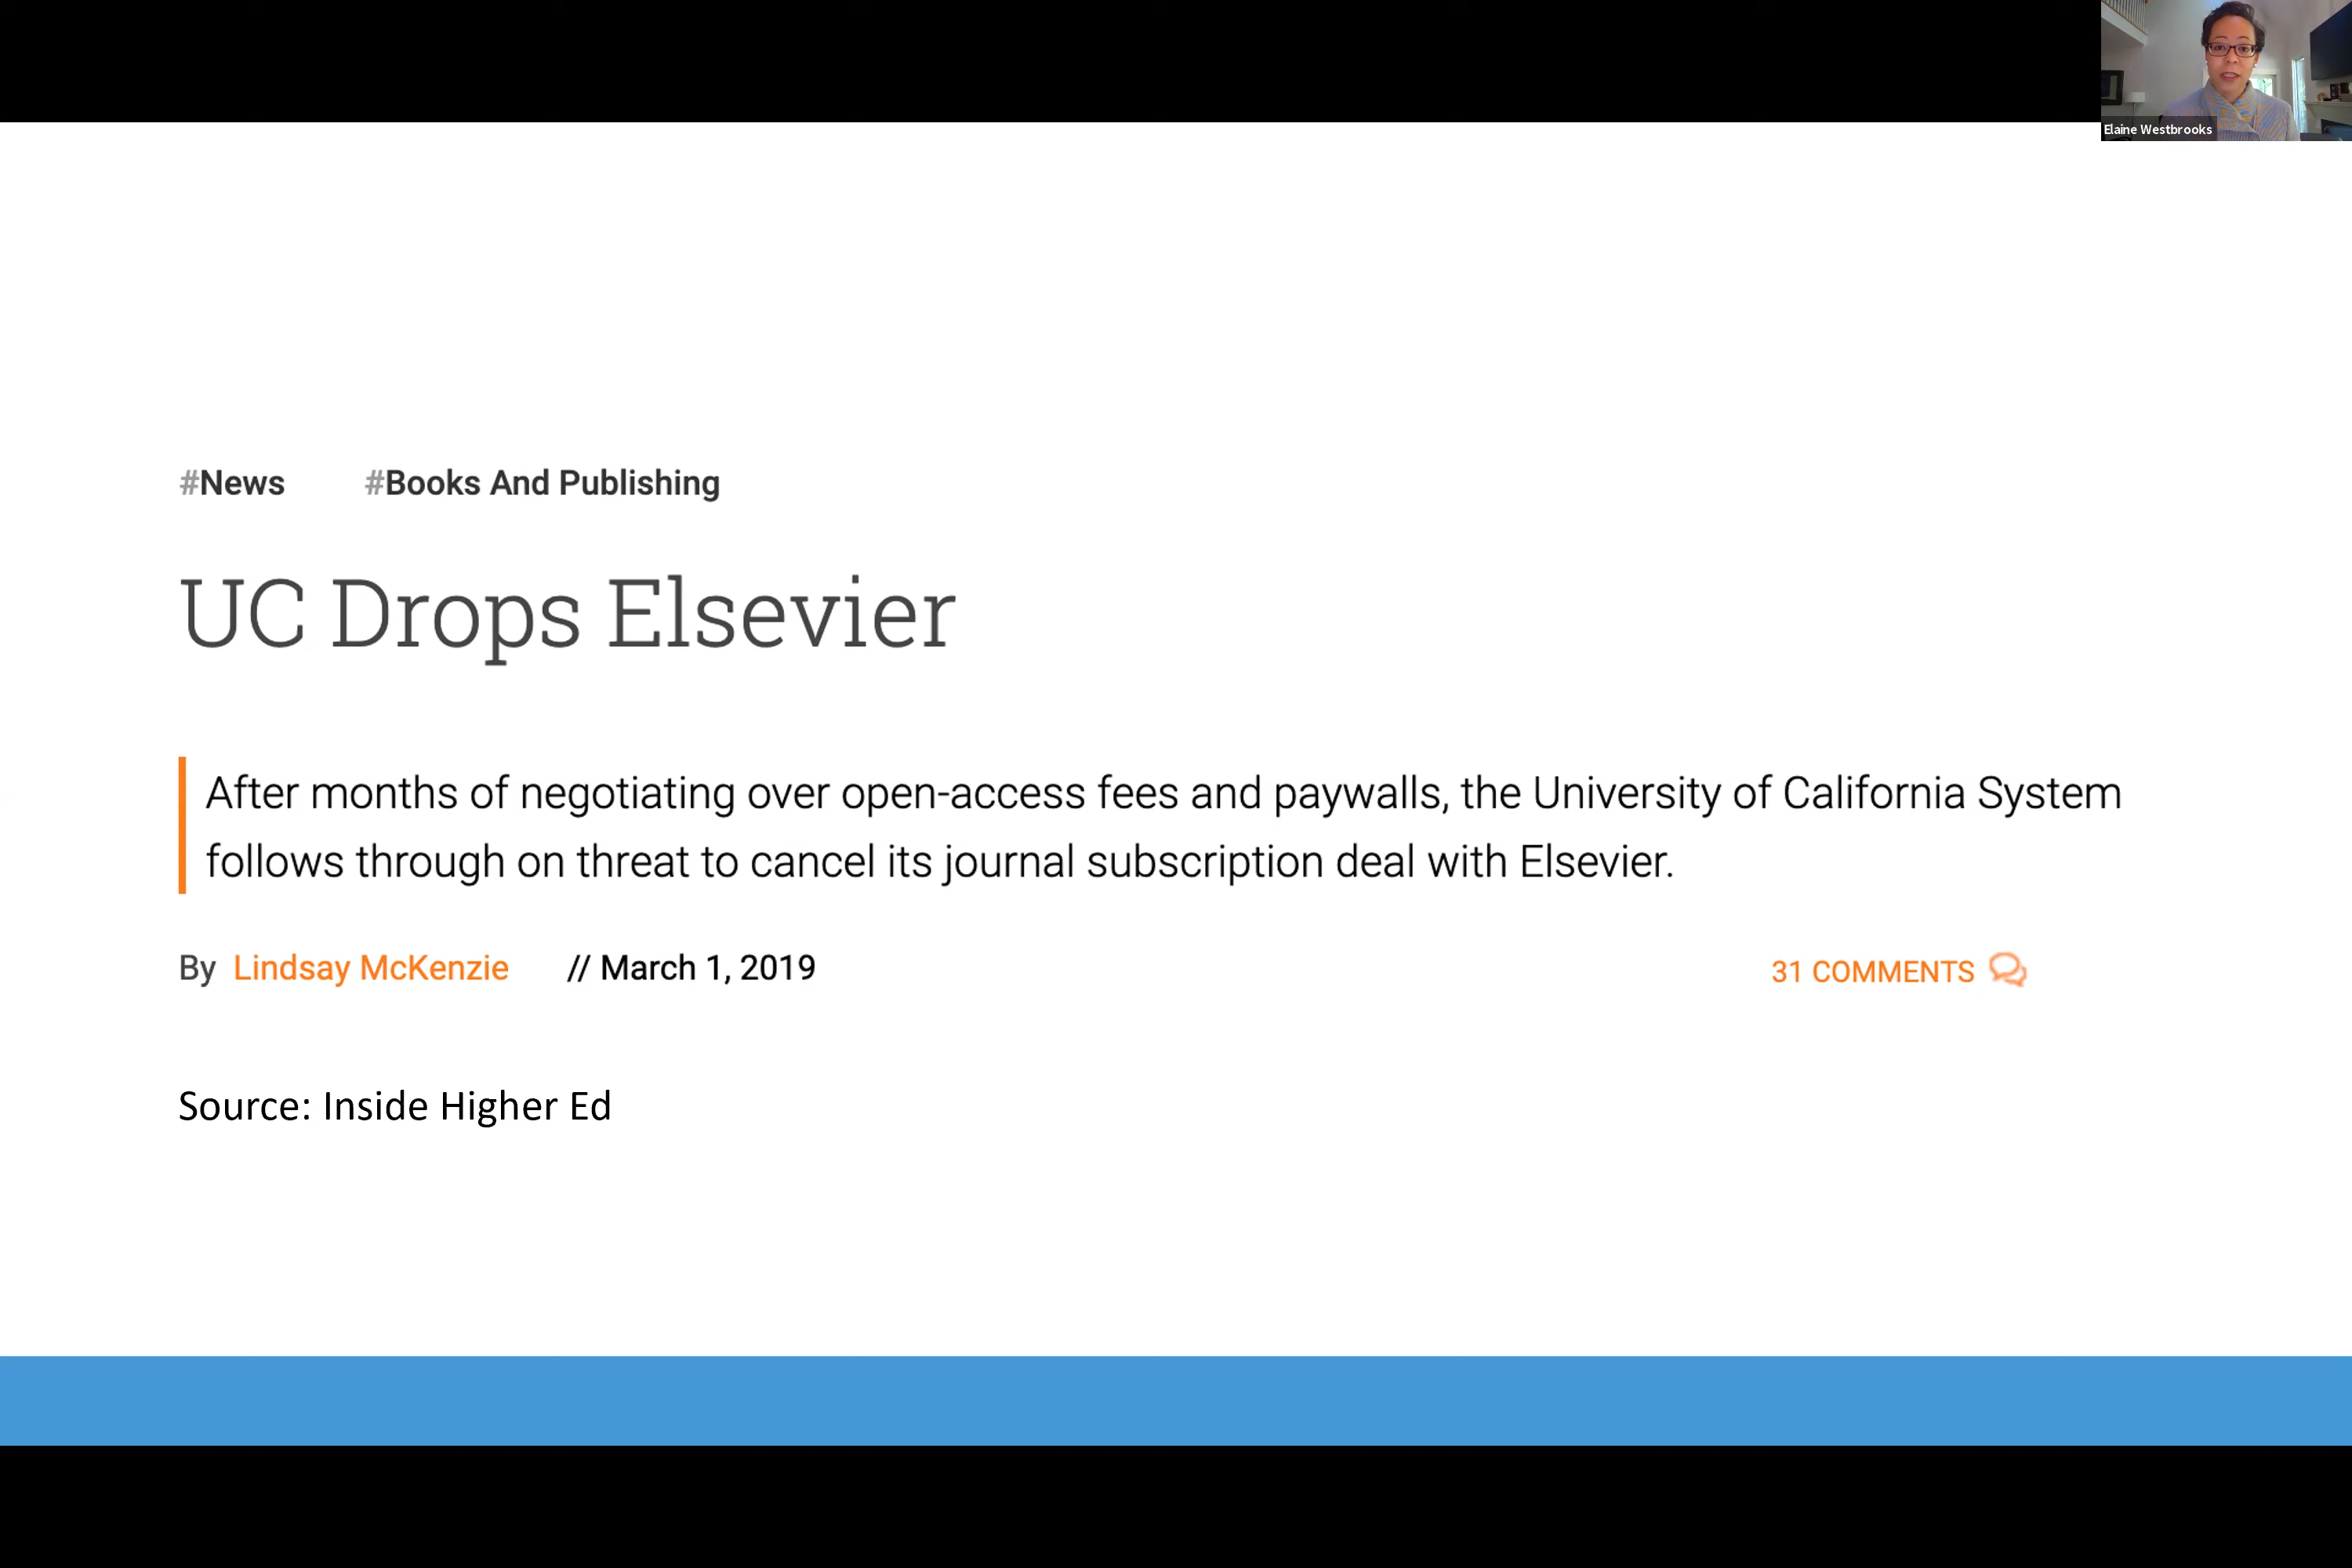 Elaine Westbrooks
#News #Books And Publishing
UC Drops Elsevier
After months of negotiating over open-access fees and paywalls, the University of California System
follows through on threat to cancel its journal subscription deal with Elsevier.
By Lindsay McKenzie // March 1, 2019
31 COMMENTS
Source: Inside Higher Ed